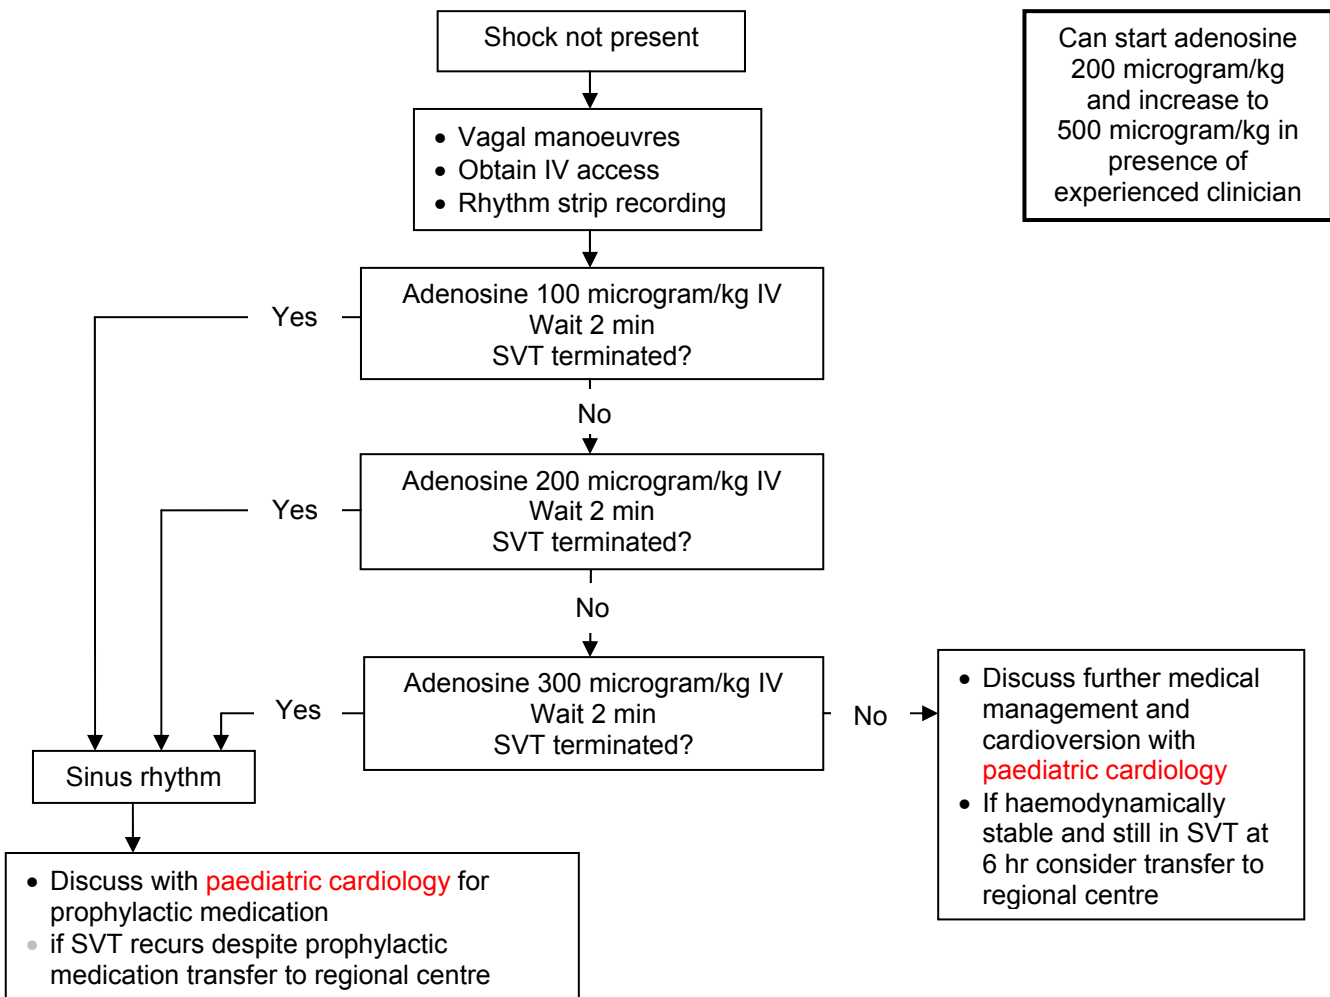 Shock not present
Can start adenosine
200 microgram/kg
and increase to
500 microgram/kg in
presence of
experienced clinician
• Vagal manoeuvres
• Obtain IV access
• Rhythm strip recording
Adenosine 100 microgram/kg IV
Wait 2 min
SVT terminated?
Yes
No
Adenosine 200 microgram/kg IV
Wait 2 min
SVT terminated?
Yes
No
Adenosine 300 microgram/kg IV
Wait 2 min
SVT terminated?
Yes
No
• Discuss further medical
management and
cardioversion with
paediatric cardiology
• If haemodynamically
stable and still in SVT at
6 hr consider transfer to
regional centre
Sinus rhythm
• Discuss with paediatric cardiology for
prophylactic medication
• if SVT recurs despite prophylactic
medication transfer to regional centre